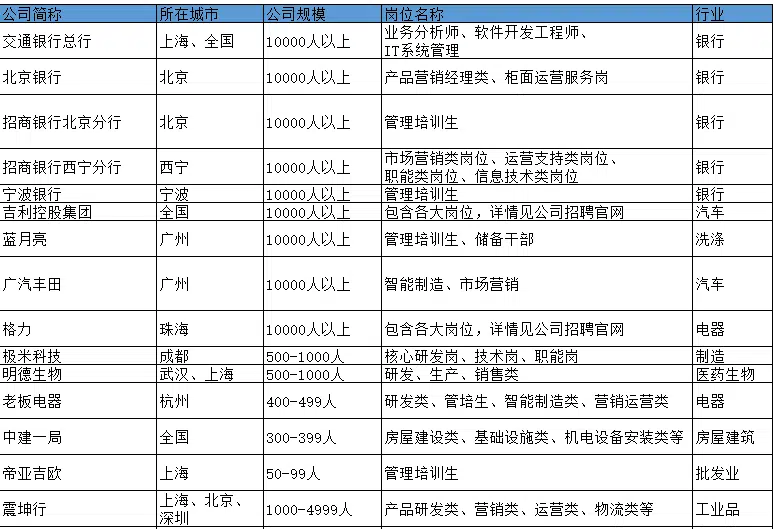 公司简称 所在城市 公司规模 岗位名称 行业
交通银行总行 上海、全国 10000人以上 业务分析师、软件开发工程师、
IT系统管理 银行
北京银行 北京 10000人以上 产品营销经理类、柜面运营服务岗 银行
招商银行北京分行 北京 10000人以上 管理培训生 银行
招商银行西宁分行 西宁 10000人以上 市场营销类岗位、运营支持类岗位、
职能类岗位、信息技术类岗位 银行
宁波银行 宁波 10000人以上 管理培训生 银行
吉利控股集团 全国 10000人以上 包含各大岗位，详情见公司招聘官网 汽车
蓝月亮 广州 10000人以上 管理培训生、储备干部 洗涤
广汽丰田 广州 10000人以上 智能制造、市场营销 汽车
格力 珠海 10000人以上 包含各大岗位，详情见公司招聘官网 电器
极米科技 成都 500-1000人 核心研发岗、技术岗、职能岗 制造
明德生物 武汉、上海 500-1000人 研发、生产、销售类 医药生物
老板电器 杭州 400-499人 研发类、管培生、智能制造类、营销运营类 电器
中建一局 全国 300-399人 房屋建设类、基础设施类、机电设备安装类等 房屋建筑
帝亚吉欧 上海 50-99人 管理培训生 批发业
震坤行 上海、北京、
深圳 1000-4999人 产品研发类、营销类、运营类、物流类等 工业品